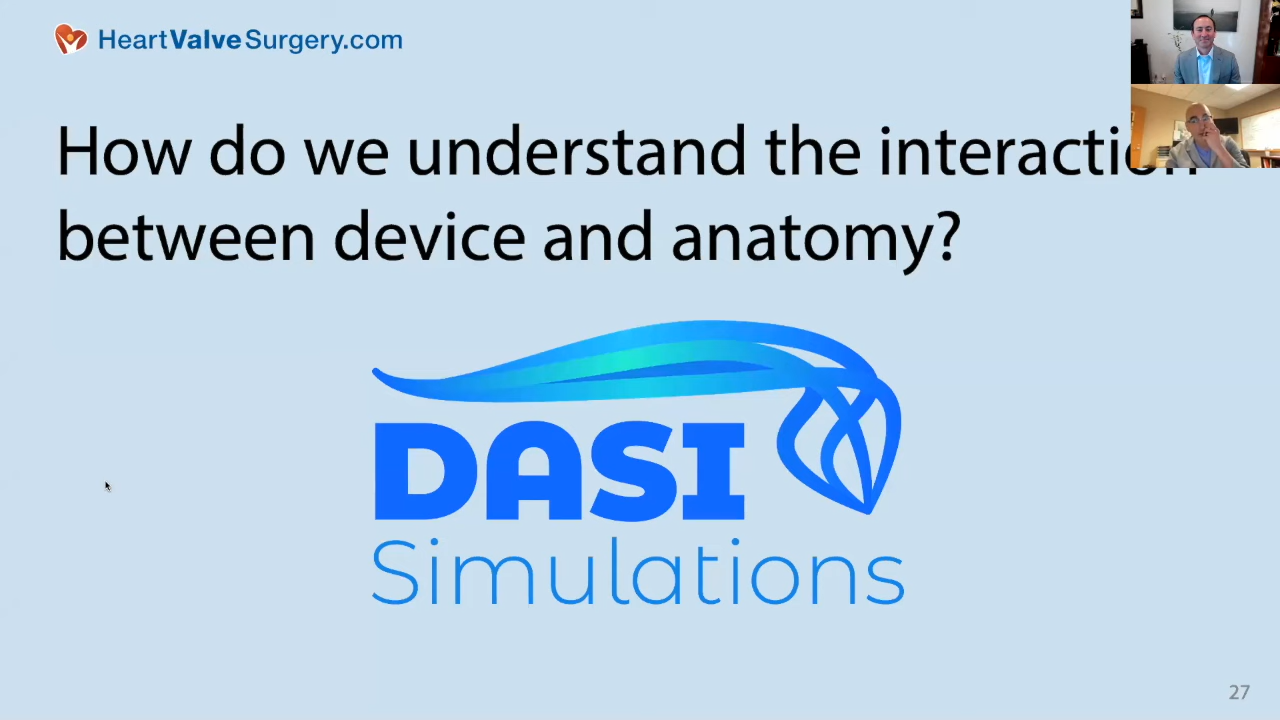 HeartValveSurgery.com
How do we understand the interaction
between device and anatomy?
DASI
Simulations
27